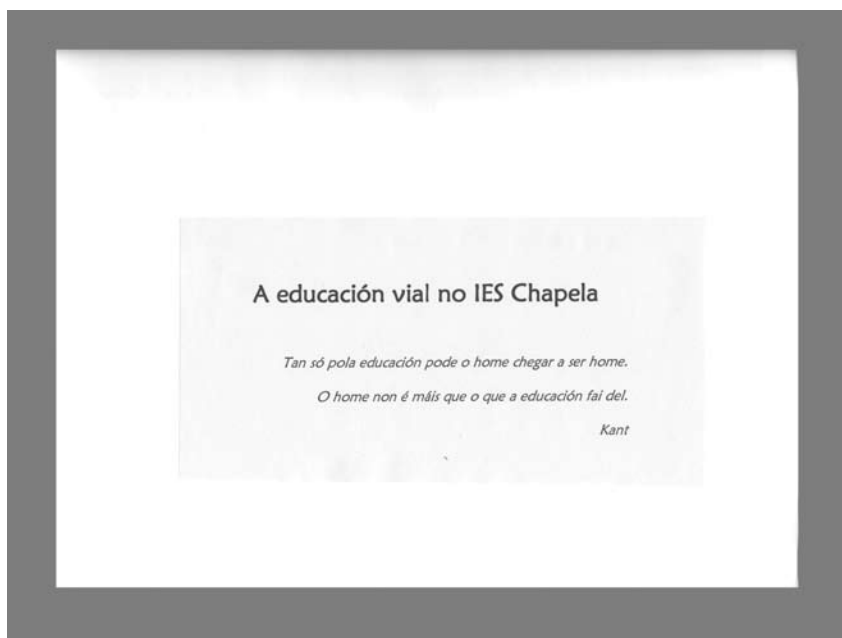 A educación vial no IES Chapela
Tan só pola educación pode o home chegar a ser home.
O home non é máis que o que a educación fai del.
Kant